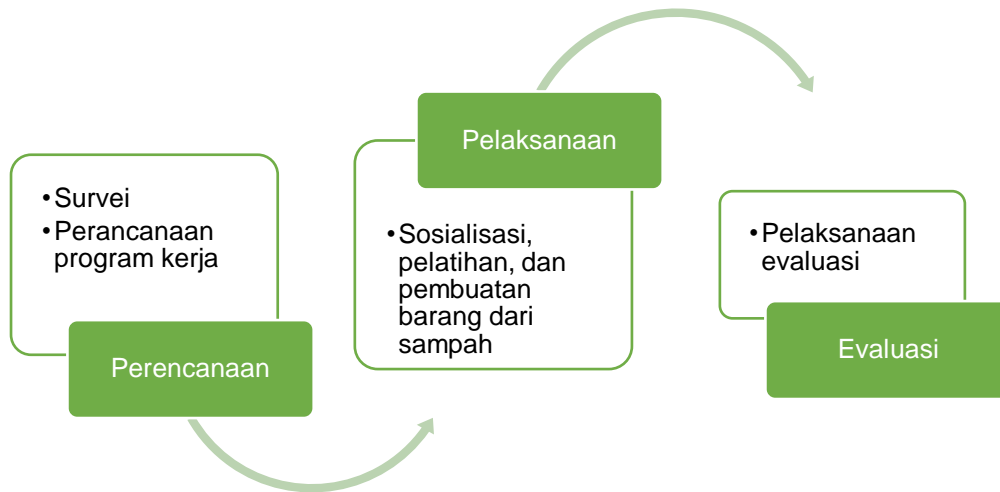 •Survei
•Perancanaan
program kerja
Perencanaan
Pelaksanaan
•Sosialisasi,
pelatihan, dan
pembuatan
barang dari
sampah
•Pelaksanaan
evaluasi
Evaluasi